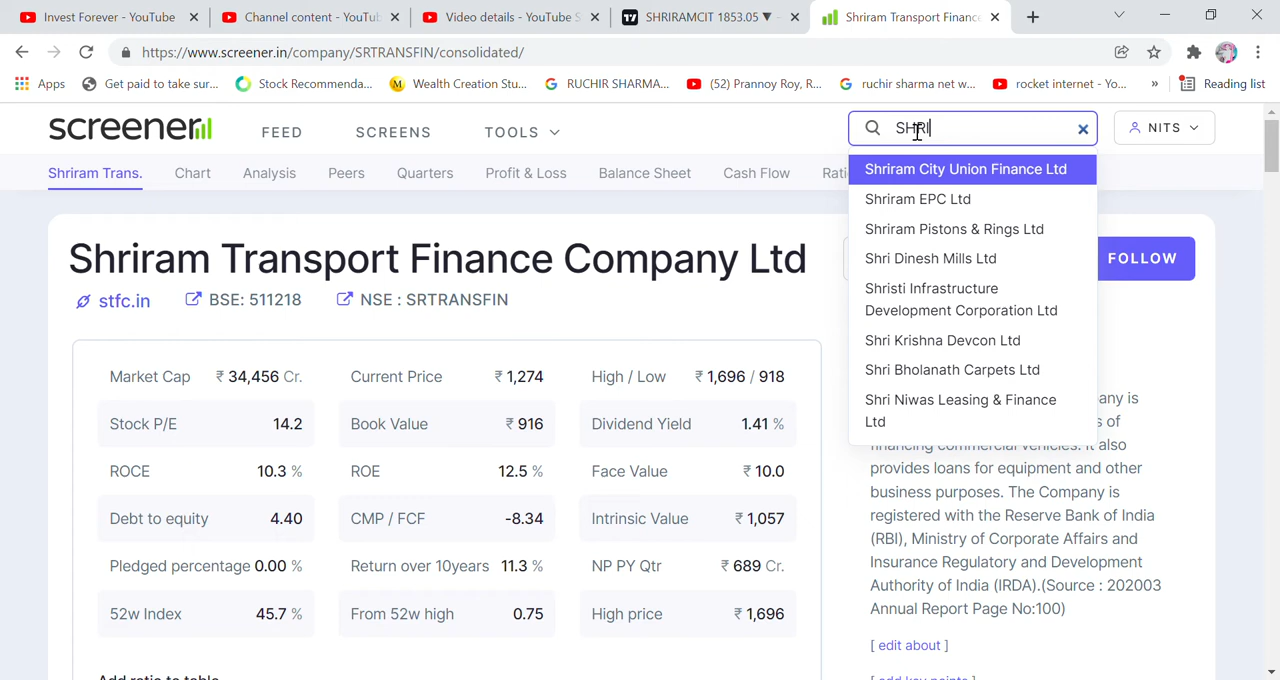 Invest Forever - YouTube
Channel content - YouTu
Video details - YouTube S
SHRIRAMCIT 1853.05 ▼ -
Shriram Transport Financ
https://www.screener.in/company/SRTRANSFIN/consolidated/
Apps
Get paid to take sur...
Stock Recommenda...
Wealth Creation Stu...
RUCHIR SHARMA...
(52) Prannoy Roy, R...
ruchir sharma net w...
rocket internet - Yo...
»
Reading list
screener
FEED
SCREENS
TOOLS
SHRI
NITS
Shriram Trans.
Chart
Analysis
Peers
Quarters
Profit & Loss
Balance Sheet
Cash Flow
Rati
Shriram City Union Finance Ltd
Shriram EPC Ltd
Shriram Pistons & Rings Ltd
Shri Dinesh Mills Ltd
Shristi Infrastructure
Development Corporation Ltd
Shri Krishna Devcon Ltd
Shri Bholanath Carpets Ltd
Shri Niwas Leasing & Finance
Ltd
Shriram Transport Finance Company Ltd
FOLLOW
stfc.in
BSE: 511218
NSE : SRTRANSFIN
Market Cap ₹ 34,456 Cr.
Current Price ₹ 1,274
High / Low ₹ 1,696 / 918
Stock P/E 14.2
Book Value ₹ 916
Dividend Yield 1.41 %
ROCE 10.3 %
ROE 12.5 %
Face Value ₹ 10.0
Debt to equity 4.40
CMP / FCF -8.34
Intrinsic Value ₹ 1,057
Pledged percentage 0.00 %
Return over 10years 11.3 %
NP PY Qtr ₹ 689 Cr.
52w Index 45.7 %
From 52w high 0.75
High price ₹ 1,696
Add ratio to table
any is
s of
financing commercial vehicles. It also
provides loans for equipment and other
business purposes. The Company is
registered with the Reserve Bank of India
(RBI), Ministry of Corporate Affairs and
Insurance Regulatory and Development
Authority of India (IRDA).(Source : 202003
Annual Report Page No:100)
[ edit about ]
[ add key points ]